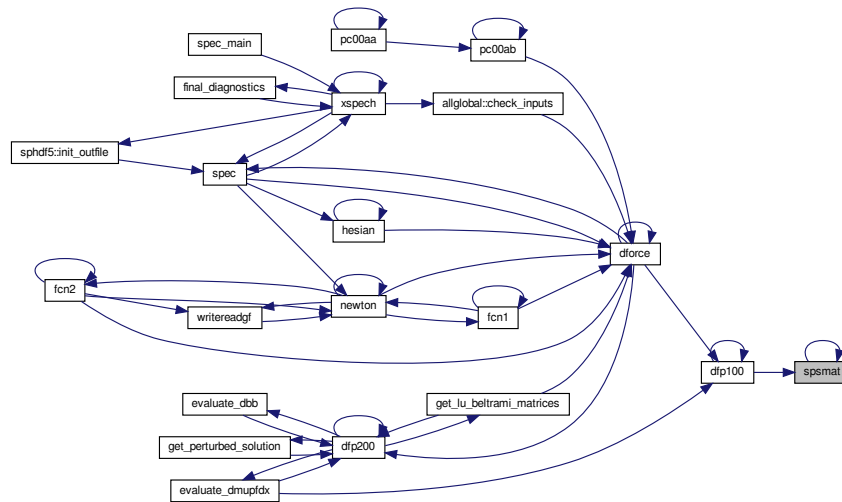 pc00aa
spec_main
pc00ab
final_diagnostics
xspech
allglobal::check_inputs
sphdf5::init_outfile
spec
hesian
dforce
fcn2
newton
writereadgf
fcn1
dfp100
spsmat
evaluate_dbb
get_lu_beltrami_matrices
get_perturbed_solution
dfp200
evaluate_dmupfdx